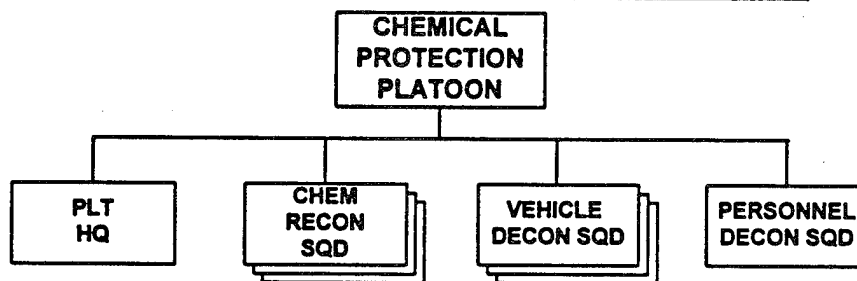 CHEMICAL
PROTECTION
PLATOON
PLT
HQ
CHEM
RECON
SQD
VEHICLE
DECON SQD
PERSONNEL
DECON SQD